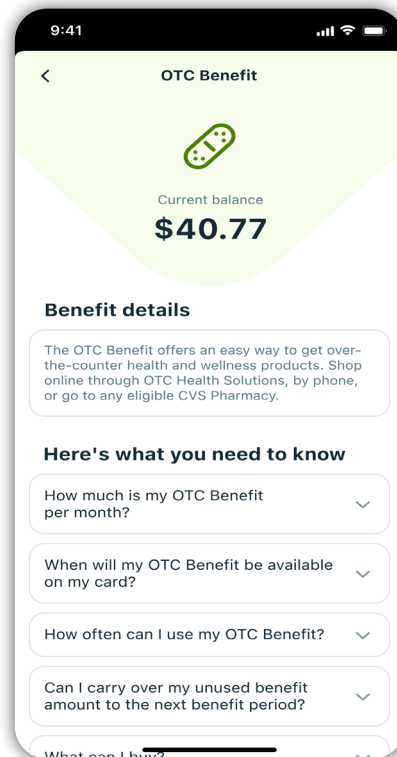 9:41
OTC Benefit
Current balance
$40.77
Benefit details
The OTC Benefit offers an easy way to get over-
the-counter health and wellness products. Shop
online through OTC Health Solutions, by phone,
or go to any eligible CVS Pharmacy.
Here's what you need to know
How much is my OTC Benefit
per month?
When will my OTC Benefit be available
on my card?
How often can I use my OTC Benefit?
Can I carry over my unused benefit
amount to the next benefit period?
What can I buy?